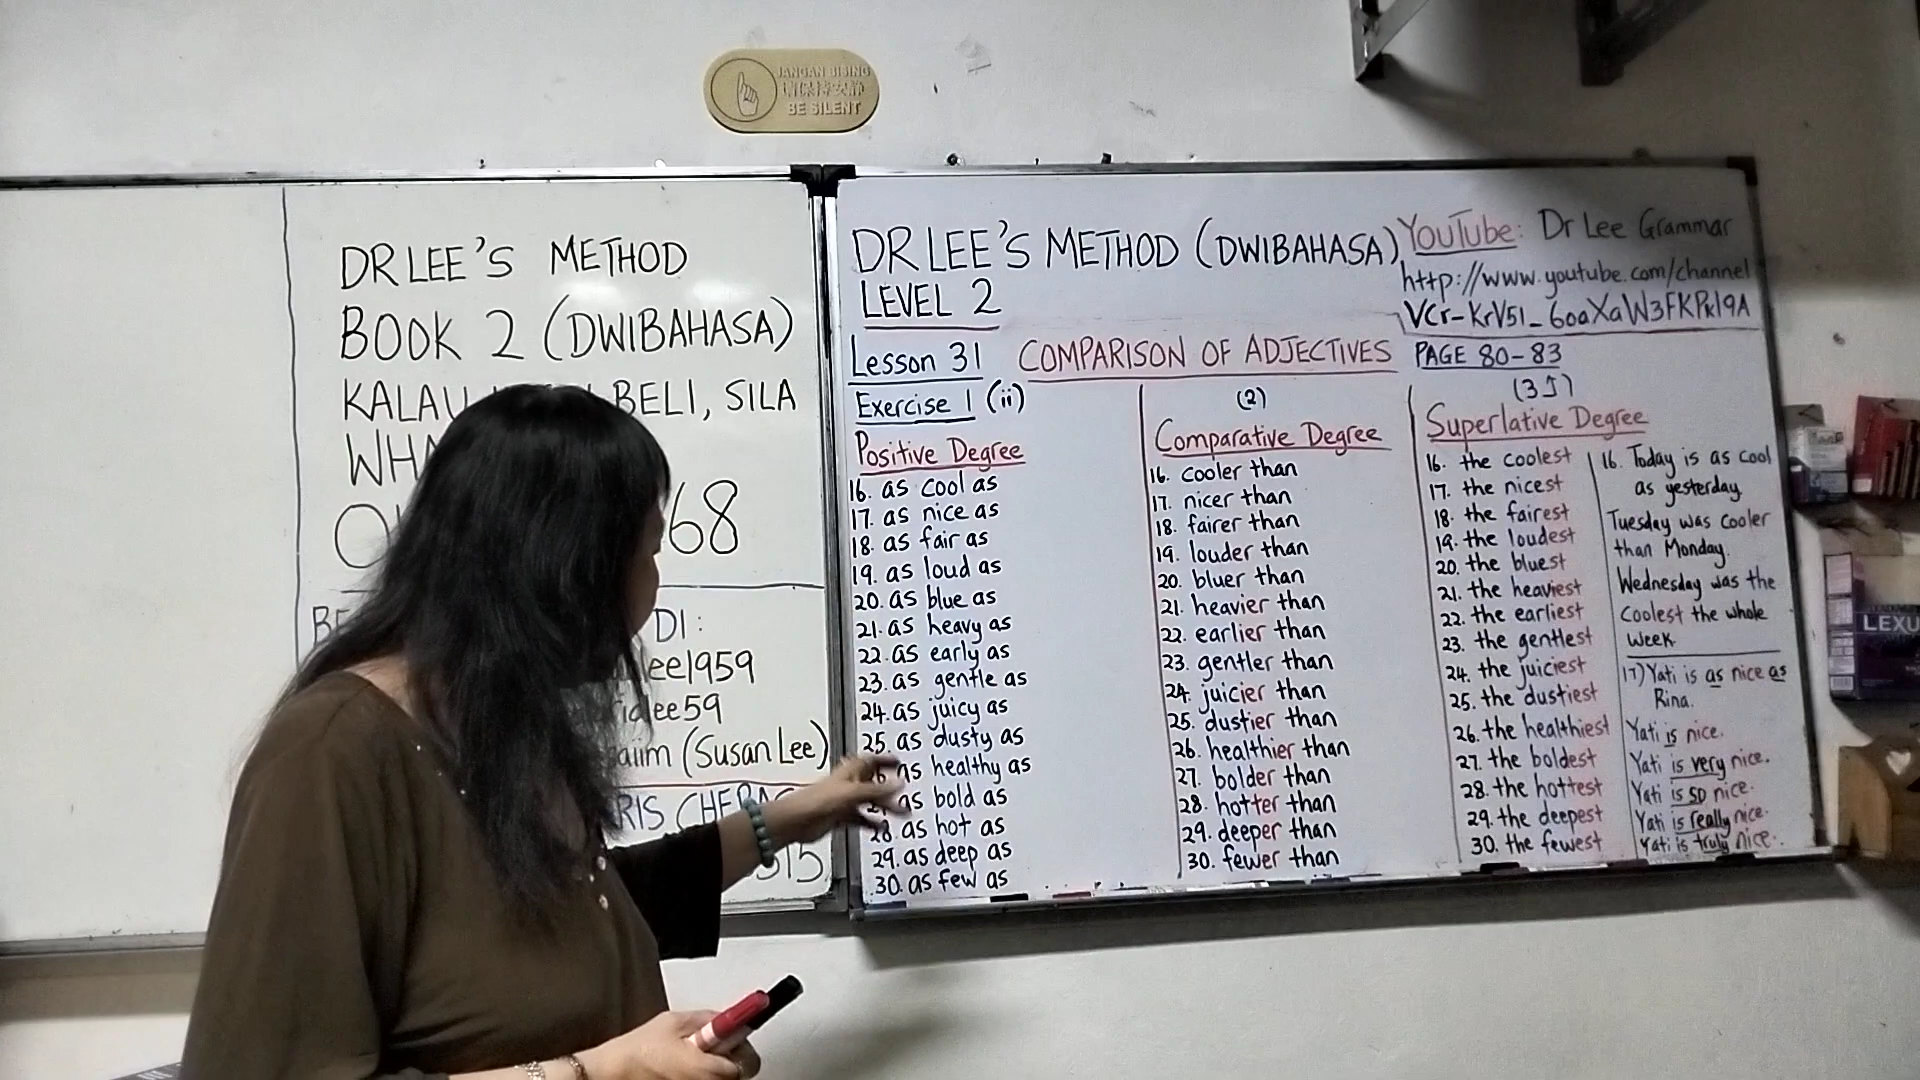 JANGAN BISING
請保持安静
BE SILENT
DR LEE'S METHOD
BOOK 2 (DWIBAHASA)
KALAU BELI, SILA
WHA
68
DI:
lee1959
lee59
aiim (Susan Lee)
RIS CHERAS
DR LEE'S METHOD (DWIBAHASA)
LEVEL 2
YouTube: Dr Lee Grammar
http://www.youtube.com/channel
Lesson 31 COMPARISON OF ADJECTIVES PAGE 80-83
Exercise 1 (ii)
Positive Degree
16. as cool as
17. as nice as
18. as fair as
19. as loud as
20. as blue as
21. as heavy as
22. as early as
23. as gentle as
24. as juicy as
25. as dusty as
26 as healthy as
as bold as
28 as hot as
29. as deep as
30. as few as
(2)
Comparative Degree
16. cooler than
17. nicer than
18. fairer than
19. louder than
20. bluer than
21. heavier than
22. earlier than
23. gentler than
24. juicier than
25. dustier than
26. healthier than
27. bolder than
28. hotter than
29. deeper than
30. fewer than
Superlative Degree
16. the coolest
17. the nicest
18. the fairest
19. the loudest
20. the bluest
21. the heaviest
22. the earliest
23. the gentlest
24. the juiciest
25. the dustiest
26. the healthiest
27. the boldest
28. the hottest
29. the deepest
30. the fewest
16. Today is as cool
as yesterday.
Tuesday was cooler
than Monday.
Wednesday was the
coolest the whole
week.
17) Yati is as nice as
Rina.
Yati is nice.
Yati is very nice.
Yati is so nice.
Yati is really nice.
Yati is truly nice.
LEXU